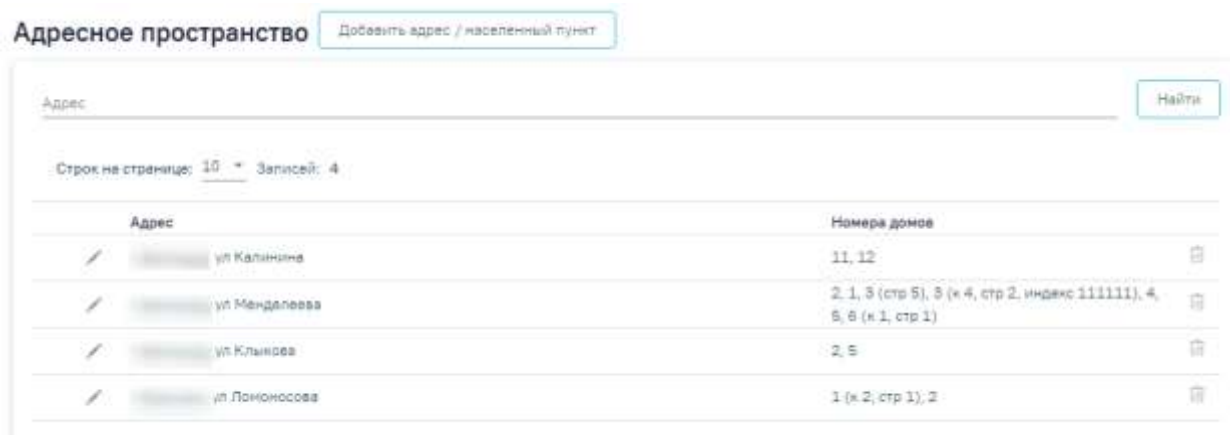 Адресное пространство Добавить адрес / населенный пункт
Адрес
Найти
Строк на странице: 10 Записей: 4
Адрес Номера домов
ул Калинина 11, 12
ул Менделеева 2, 1, 3 (стр 5), 3 (к 4, стр 2, индекс 111111), 4,
5, 6 (к 1, стр 1)
ул Клыкова 2, 5
ул Ломоносова 1 (к 2, стр 1), 2